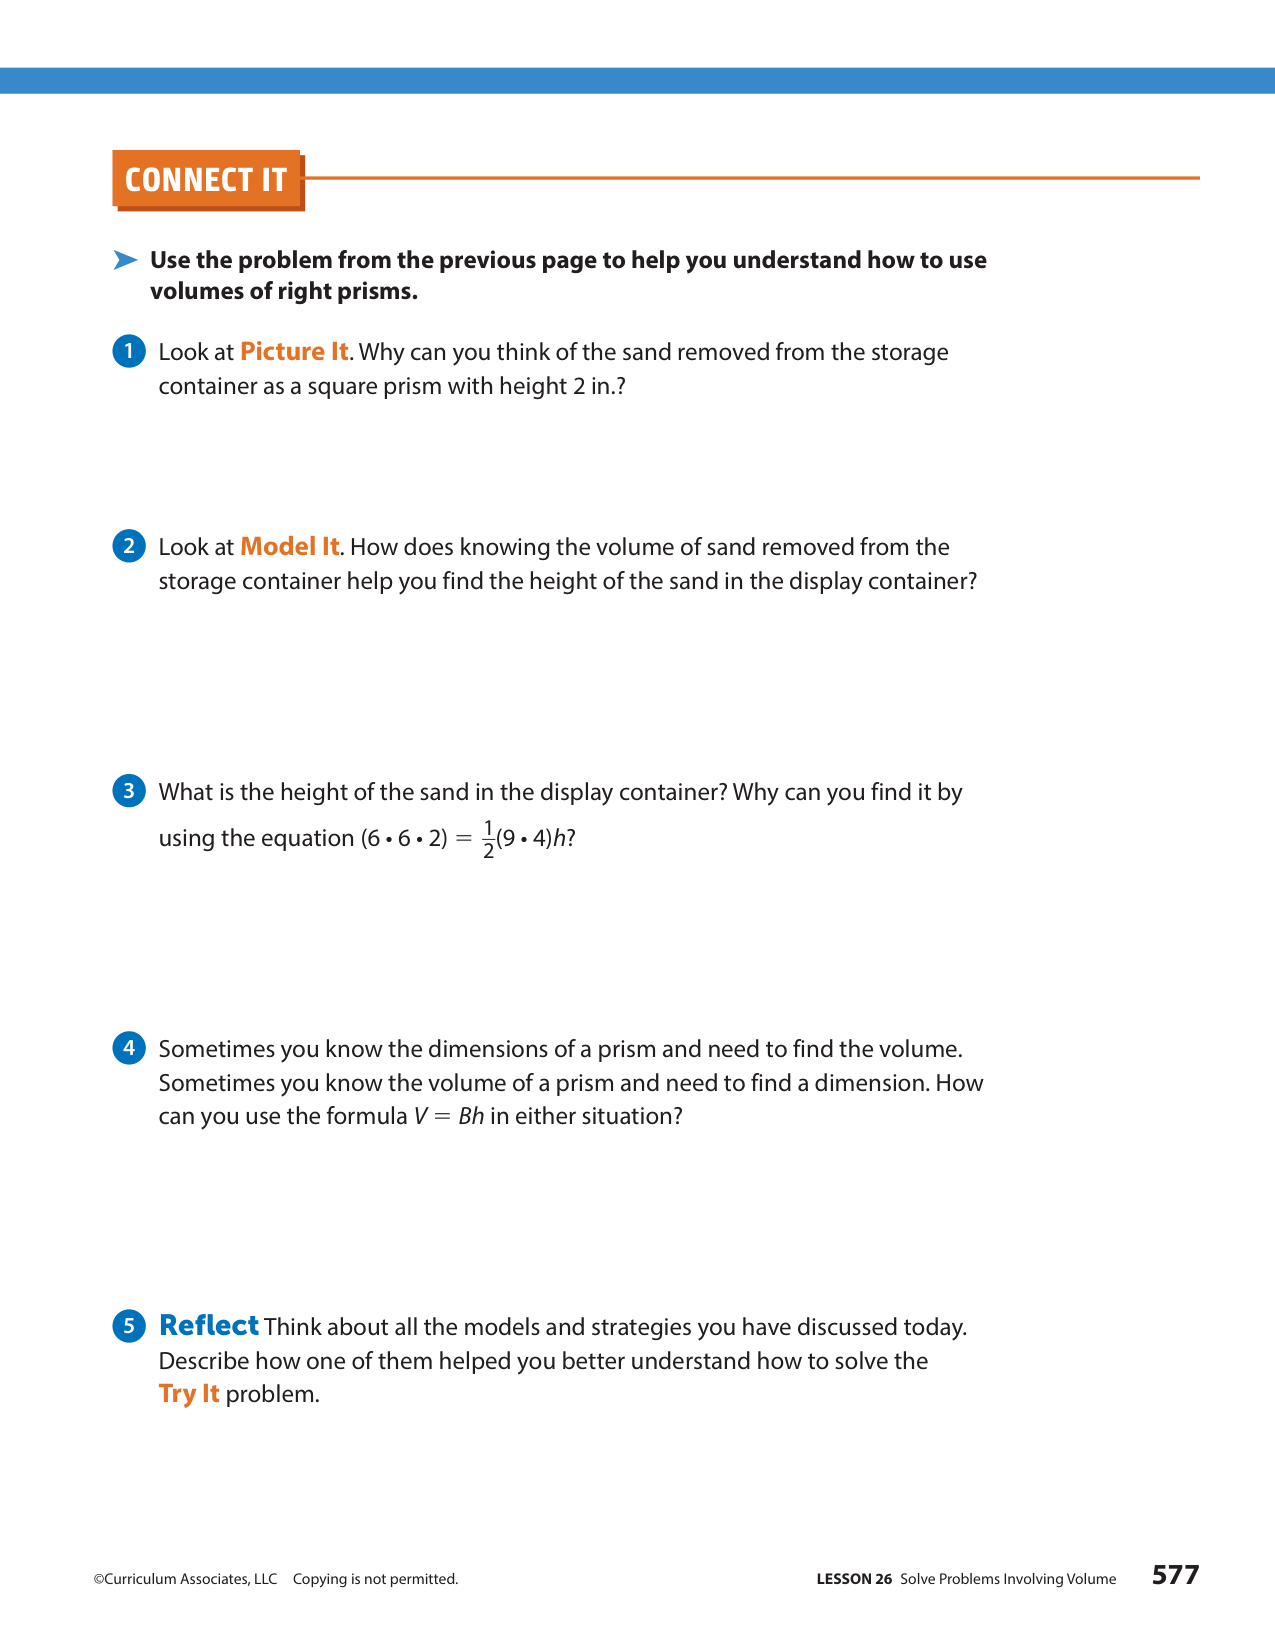 CONNECT IT
➤ Use the problem from the previous page to help you understand how to use
volumes of right prisms.
1 Look at Picture It. Why can you think of the sand removed from the storage
container as a square prism with height 2 in.?
2 Look at Model It. How does knowing the volume of sand removed from the
storage container help you find the height of the sand in the display container?
3 What is the height of the sand in the display container? Why can you find it by
using the equation (6 • 6 • 2) = 1/2(9 • 4)h?
4 Sometimes you know the dimensions of a prism and need to find the volume.
Sometimes you know the volume of a prism and need to find a dimension. How
can you use the formula V = Bh in either situation?
5 Reflect Think about all the models and strategies you have discussed today.
Describe how one of them helped you better understand how to solve the
Try It problem.
©Curriculum Associates, LLC Copying is not permitted. LESSON 26 Solve Problems Involving Volume 577